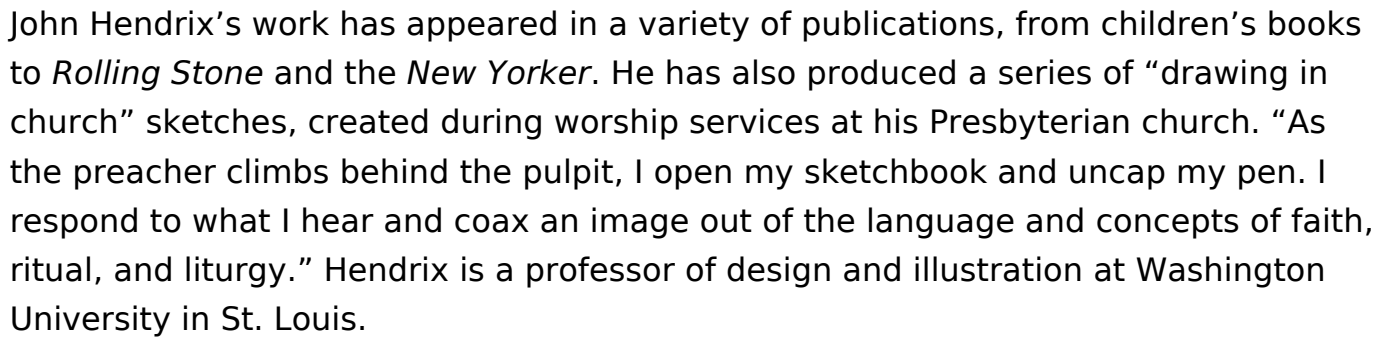 John Hendrix’s work has appeared in a variety of publications, from children’s books
to Rolling Stone and the New Yorker. He has also produced a series of “drawing in
church” sketches, created during worship services at his Presbyterian church. “As
the preacher climbs behind the pulpit, I open my sketchbook and uncap my pen. I
respond to what I hear and coax an image out of the language and concepts of faith,
ritual, and liturgy.” Hendrix is a professor of design and illustration at Washington
University in St. Louis.